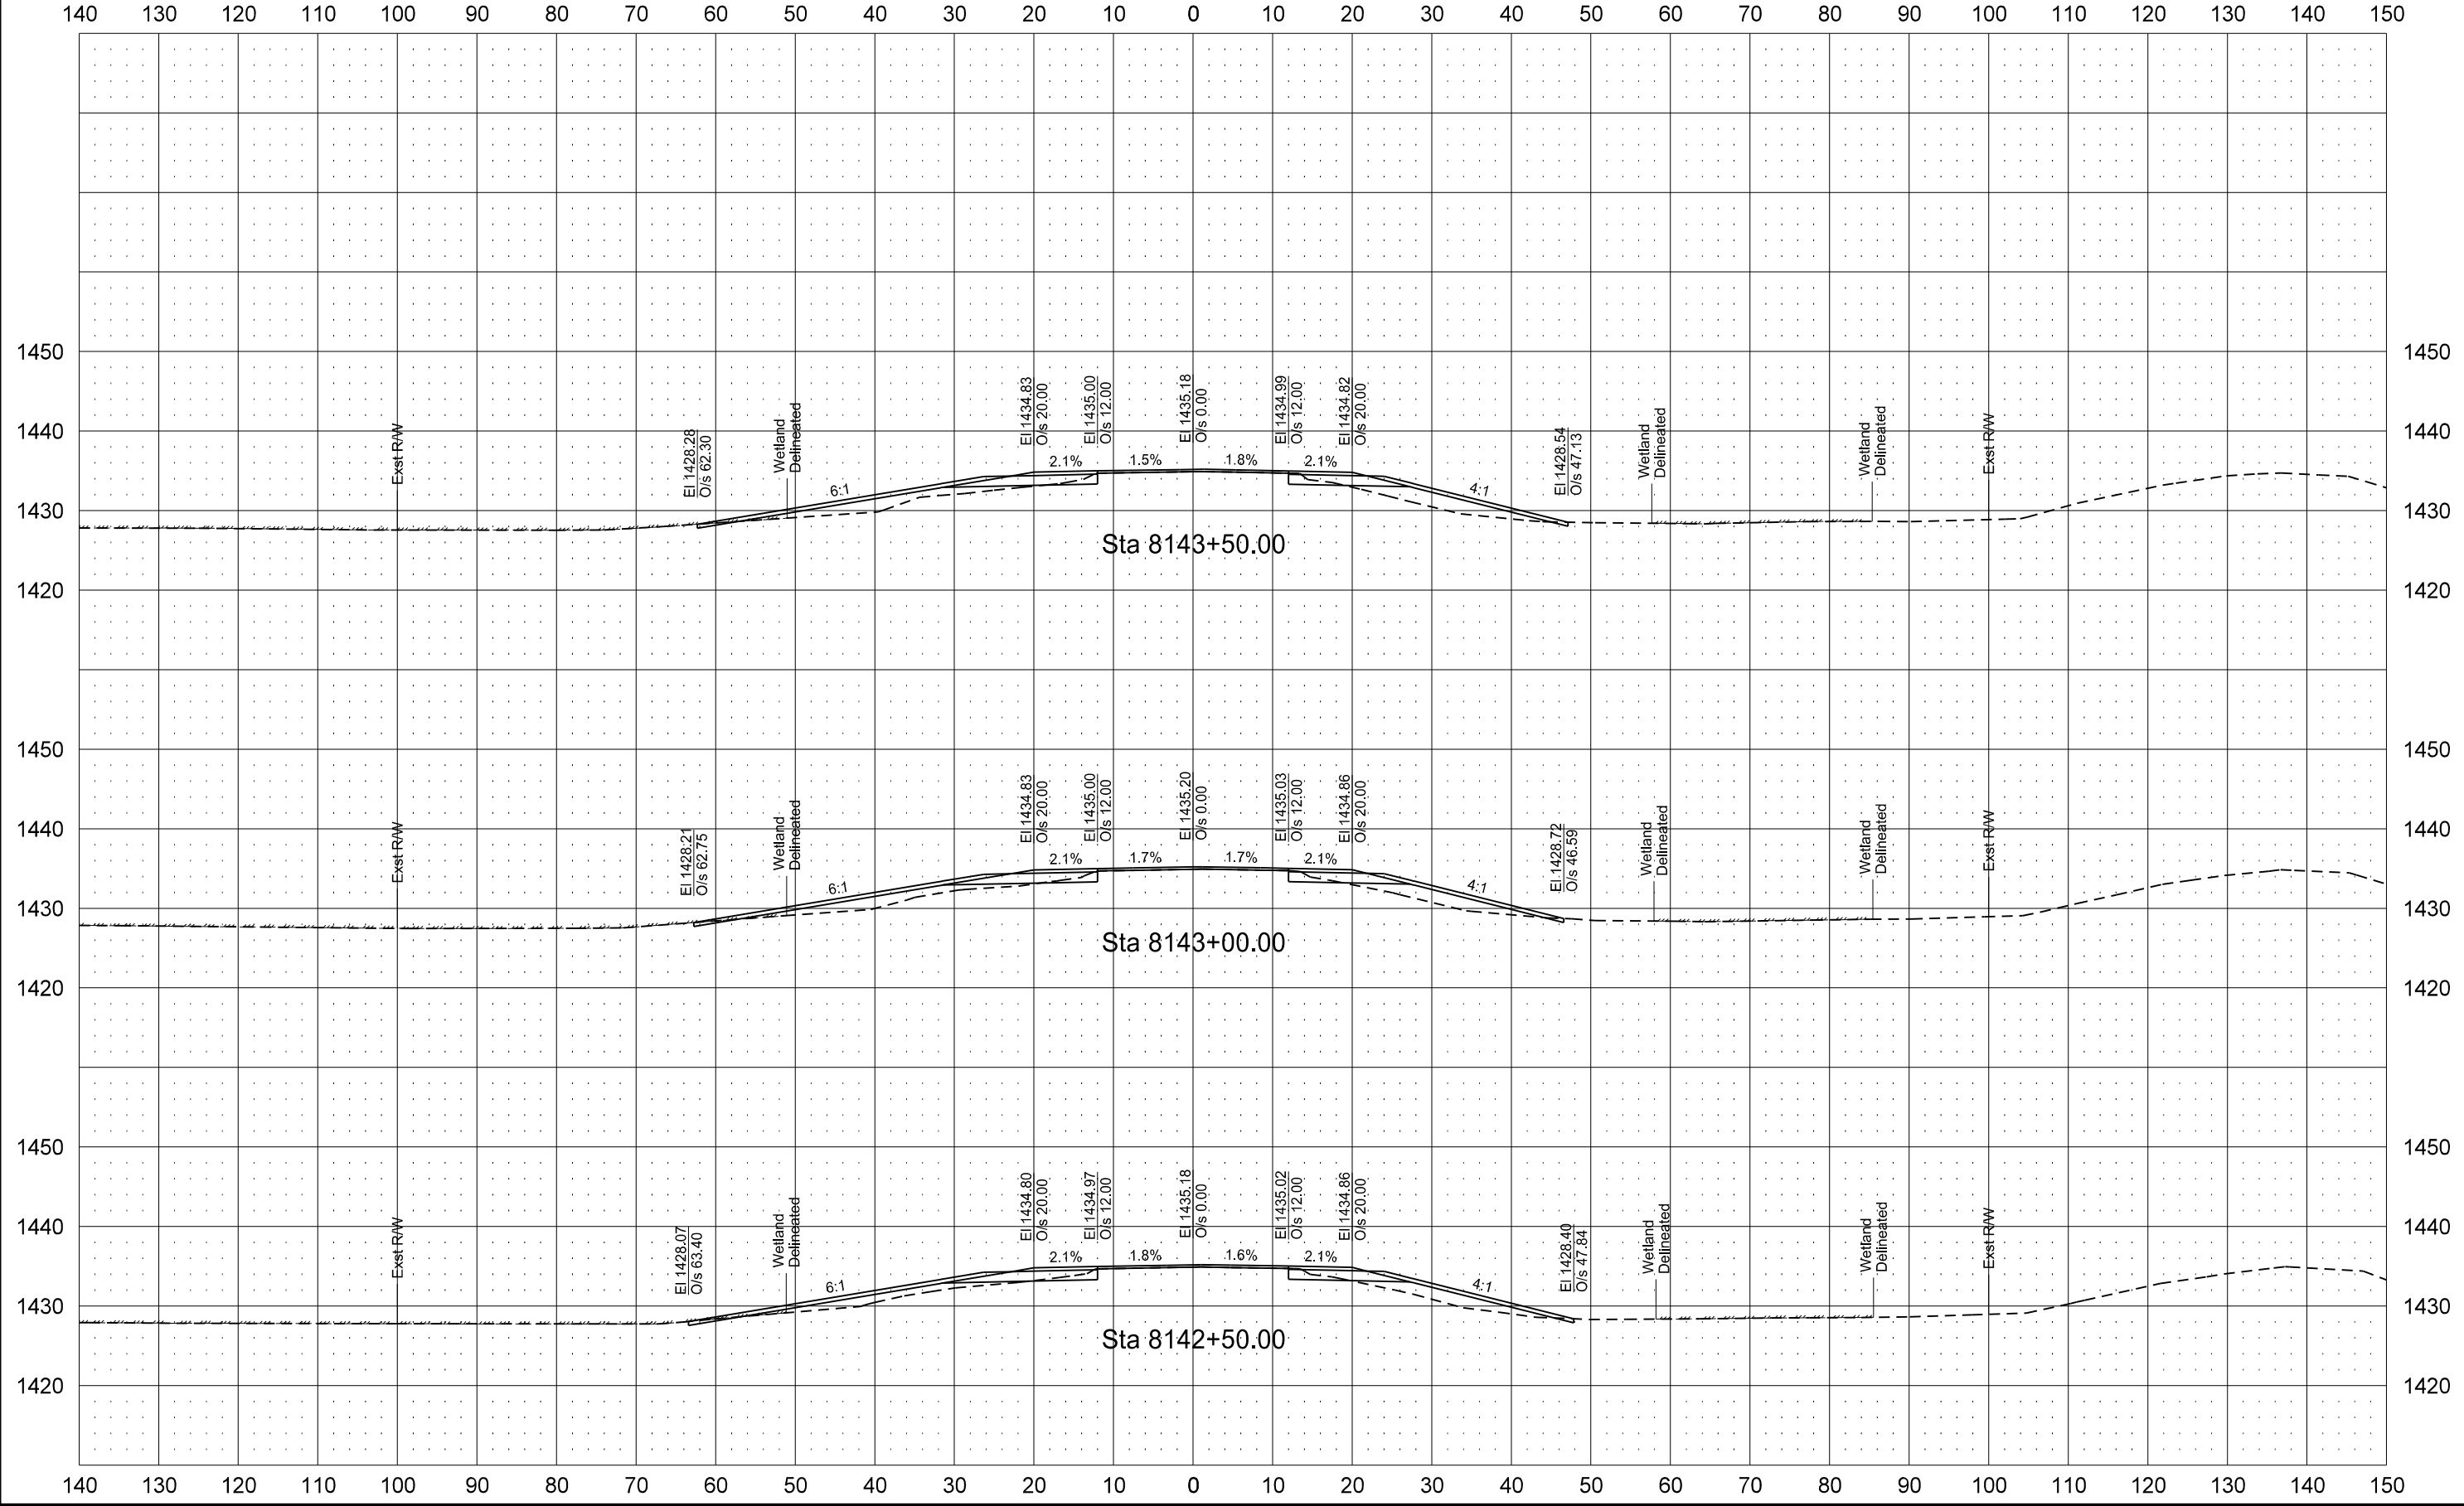 140 130 120 110 100 90 80 70 60 50 40 30 20 10 0 10 20 30 40 50 60 70 80 90 100 110 120 130 140 150
1450 1450
Exst R/W
El 1428.28
O/s 62.30
Wetland
Delineated
El 1434.83
O/s 20.00
El 1435.00
O/s 12.00
El 1435.18
O/s 0.00
El 1434.99
O/s 12.00
El 1434.82
O/s 20.00
El 1428.54
O/s 47.13
Wetland
Delineated
Wetland
Delineated
Exst R/W
1440 1440
6:1 2.1% 1.5% 1.8% 2.1% 4:1
1430 1430
Sta 8143+50.00
1420 1420
1450 1450
Exst R/W
El 1428.21
O/s 62.75
Wetland
Delineated
El 1434.83
O/s 20.00
El 1435.00
O/s 12.00
El 1435.20
O/s 0.00
El 1435.03
O/s 12.00
El 1434.86
O/s 20.00
El 1428.72
O/s 46.59
Wetland
Delineated
Wetland
Delineated
Exst R/W
1440 1440
6:1 2.1% 1.7% 1.7% 2.1% 4:1
1430 1430
Sta 8143+00.00
1420 1420
1450 1450
Exst R/W
El 1428.07
O/s 63.40
Wetland
Delineated
El 1434.80
O/s 20.00
El 1434.97
O/s 12.00
El 1435.18
O/s 0.00
El 1435.02
O/s 12.00
El 1434.86
O/s 20.00
El 1428.40
O/s 47.84
Wetland
Delineated
Wetland
Delineated
Exst R/W
1440 1440
6:1 2.1% 1.8% 1.6% 2.1% 4:1
1430 1430
Sta 8142+50.00
1420 1420
140 130 120 110 100 90 80 70 60 50 40 30 20 10 0 10 20 30 40 50 60 70 80 90 100 110 120 130 140 150